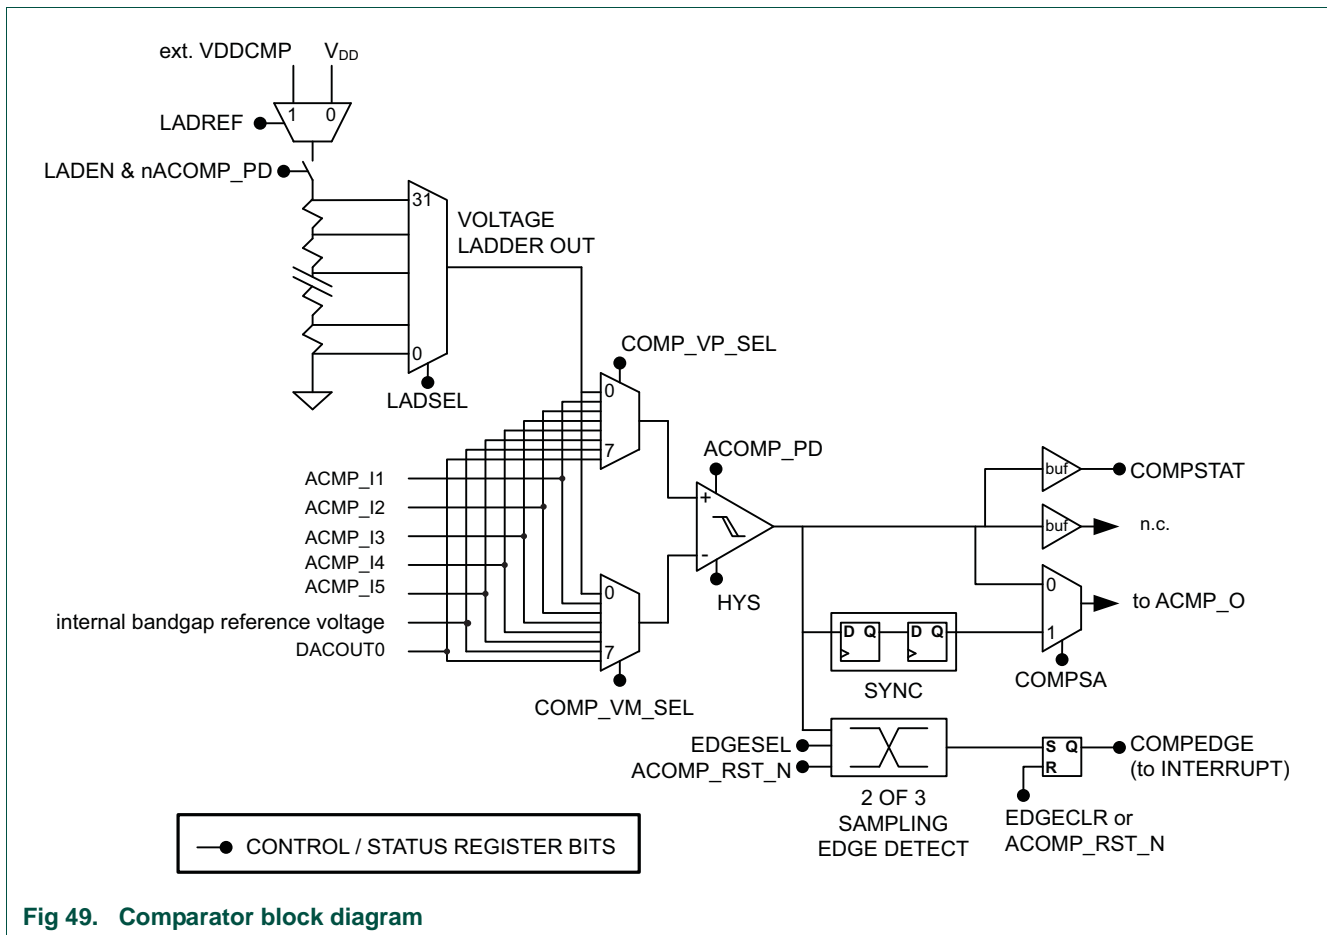 ext. VDDCMP VDD
1 0
LADREF
LADEN & nACOMP_PD
31
VOLTAGE
LADDER OUT
0
LADSEL
COMP_VP_SEL
0
7
ACOMP_PD
ACMP_I1
ACMP_I2
ACMP_I3
ACMP_I4
ACMP_I5
internal bandgap reference voltage
DACOUT0
+
-
HYS
0
7
COMP_VM_SEL
buf COMPSTAT
buf n.c.
0
to ACMP_O
1
D Q D Q
SYNC
COMPSA
EDGESEL
ACOMP_RST_N
2 OF 3
SAMPLING
EDGE DETECT
S Q
R
COMPEDGE
(to INTERRUPT)
EDGECLR or
ACOMP_RST_N
CONTROL / STATUS REGISTER BITS
Fig 49. Comparator block diagram